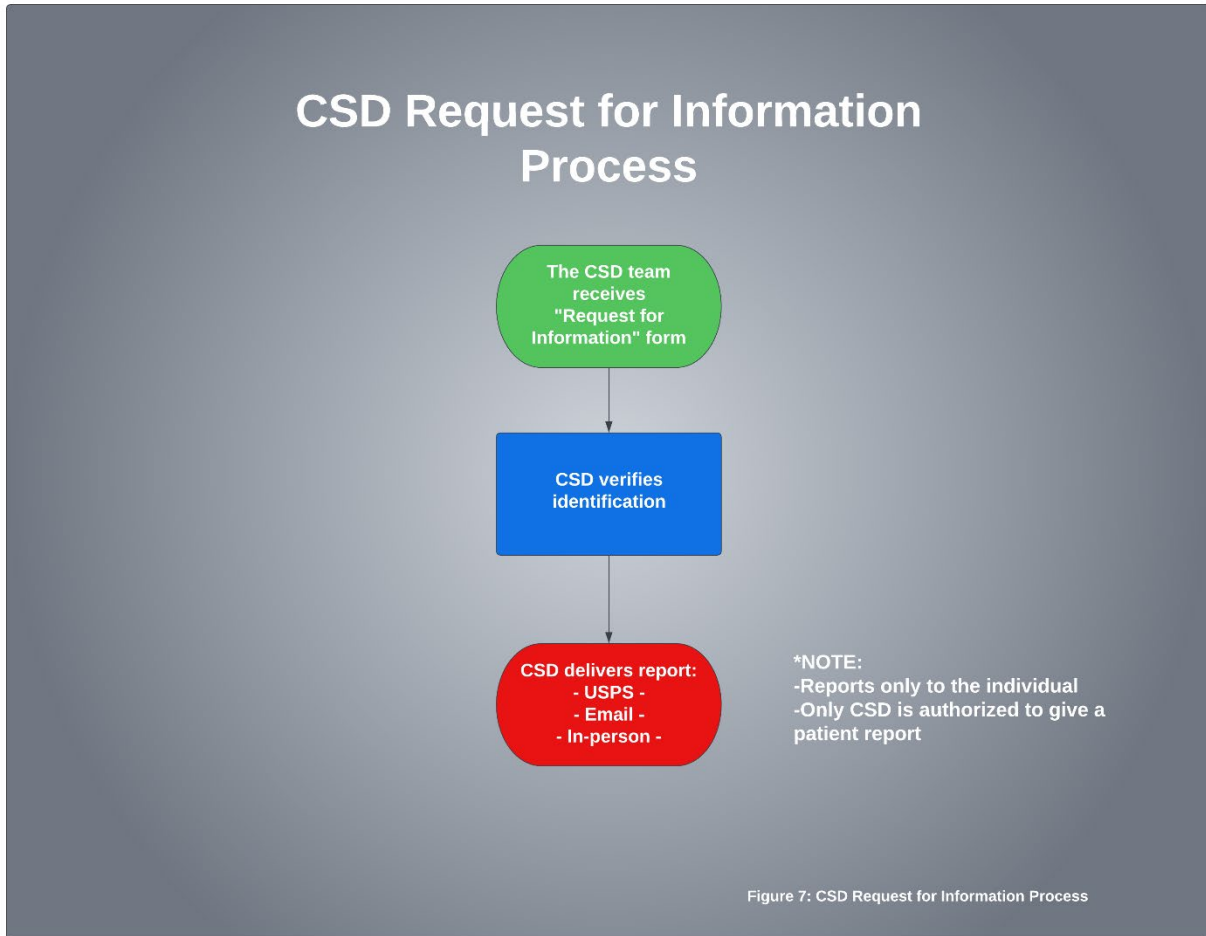 CSD Request for Information
Process
The CSD team
receives
"Request for
Information" form
CSD verifies
identification
CSD delivers report:
- USPS -
- Email -
- In-person -
*NOTE:
-Reports only to the individual
-Only CSD is authorized to give a
patient report
Figure 7: CSD Request for Information Process